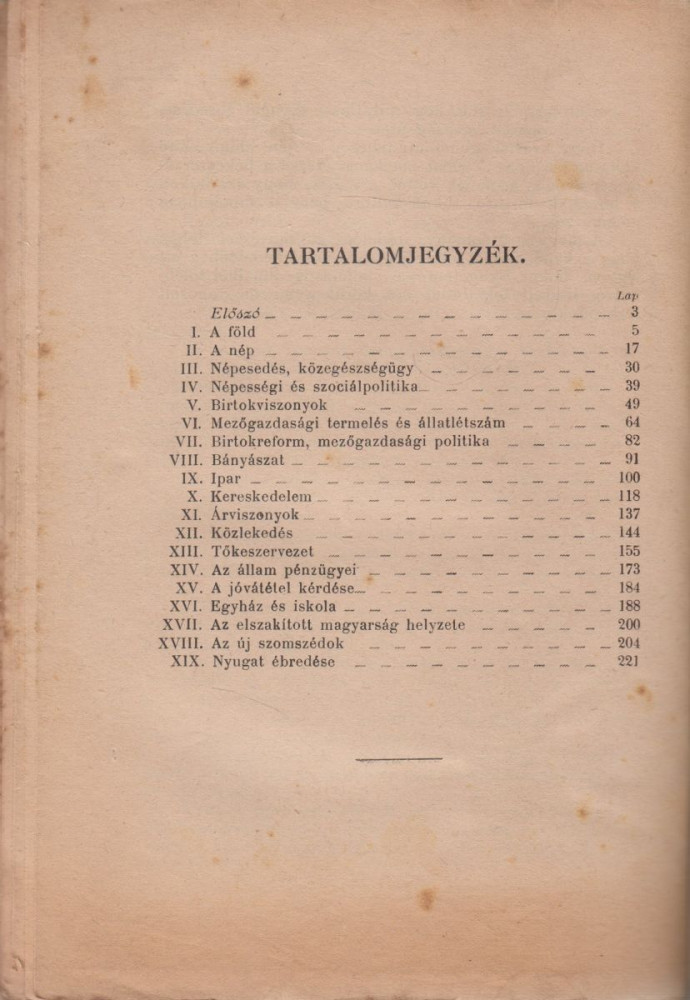 TARTALOMJEGYZÉK.
Lap
Előszó _ _ _ _ _ _ _ _ _ _ _ _ _ _ 3
I. A föld _ _ _ _ _ _ _ _ _ _ _ _ _ 5
II. A nép _ _ _ _ _ _ _ _ _ _ _ _ _ _ 17
III. Népesedés, közegészségügy _ _ _ _ _ _ _ 30
IV. Népességi és szociálpolitika _ _ _ _ _ _ _ _ 39
V. Birtokviszonyok _ _ _ _ _ _ _ _ _ _ 49
VI. Mezőgazdasági termelés és állatlétszám _ _ _ _ 64
VII. Birtokreform, mezőgazdasági politika _ _ _ _ 82
VIII. Bányászat _ _ _ _ _ _ _ _ _ _ _ _ _ 91
IX. Ipar _ _ _ _ _ _ _ _ _ _ _ _ _ _ 100
X. Kereskedelem _ _ _ _ _ _ _ _ _ _ _ _ 118
XI. Árviszonyok _ _ _ _ _ _ _ _ _ _ _ _ 137
XII. Közlekedés _ _ _ _ _ _ _ _ _ _ _ 144
XIII. Tőkeszervezet _ _ _ _ _ _ _ _ _ _ _ 155
XIV. Az állam pénzügyei _ _ _ _ _ _ _ _ _ 173
XV. A jóvátétel kérdése _ _ _ _ _ _ _ _ _ _ 184
XVI. Egyház és iskola _ _ _ _ _ _ _ _ _ _ 188
XVII. Az elszakított magyarság helyzete _ _ _ _ _ 200
XVIII. Az új szomszédok _ _ _ _ _ _ _ _ _ 204
XIX. Nyugat ébredése _ _ _ _ _ _ _ _ _ _ 221